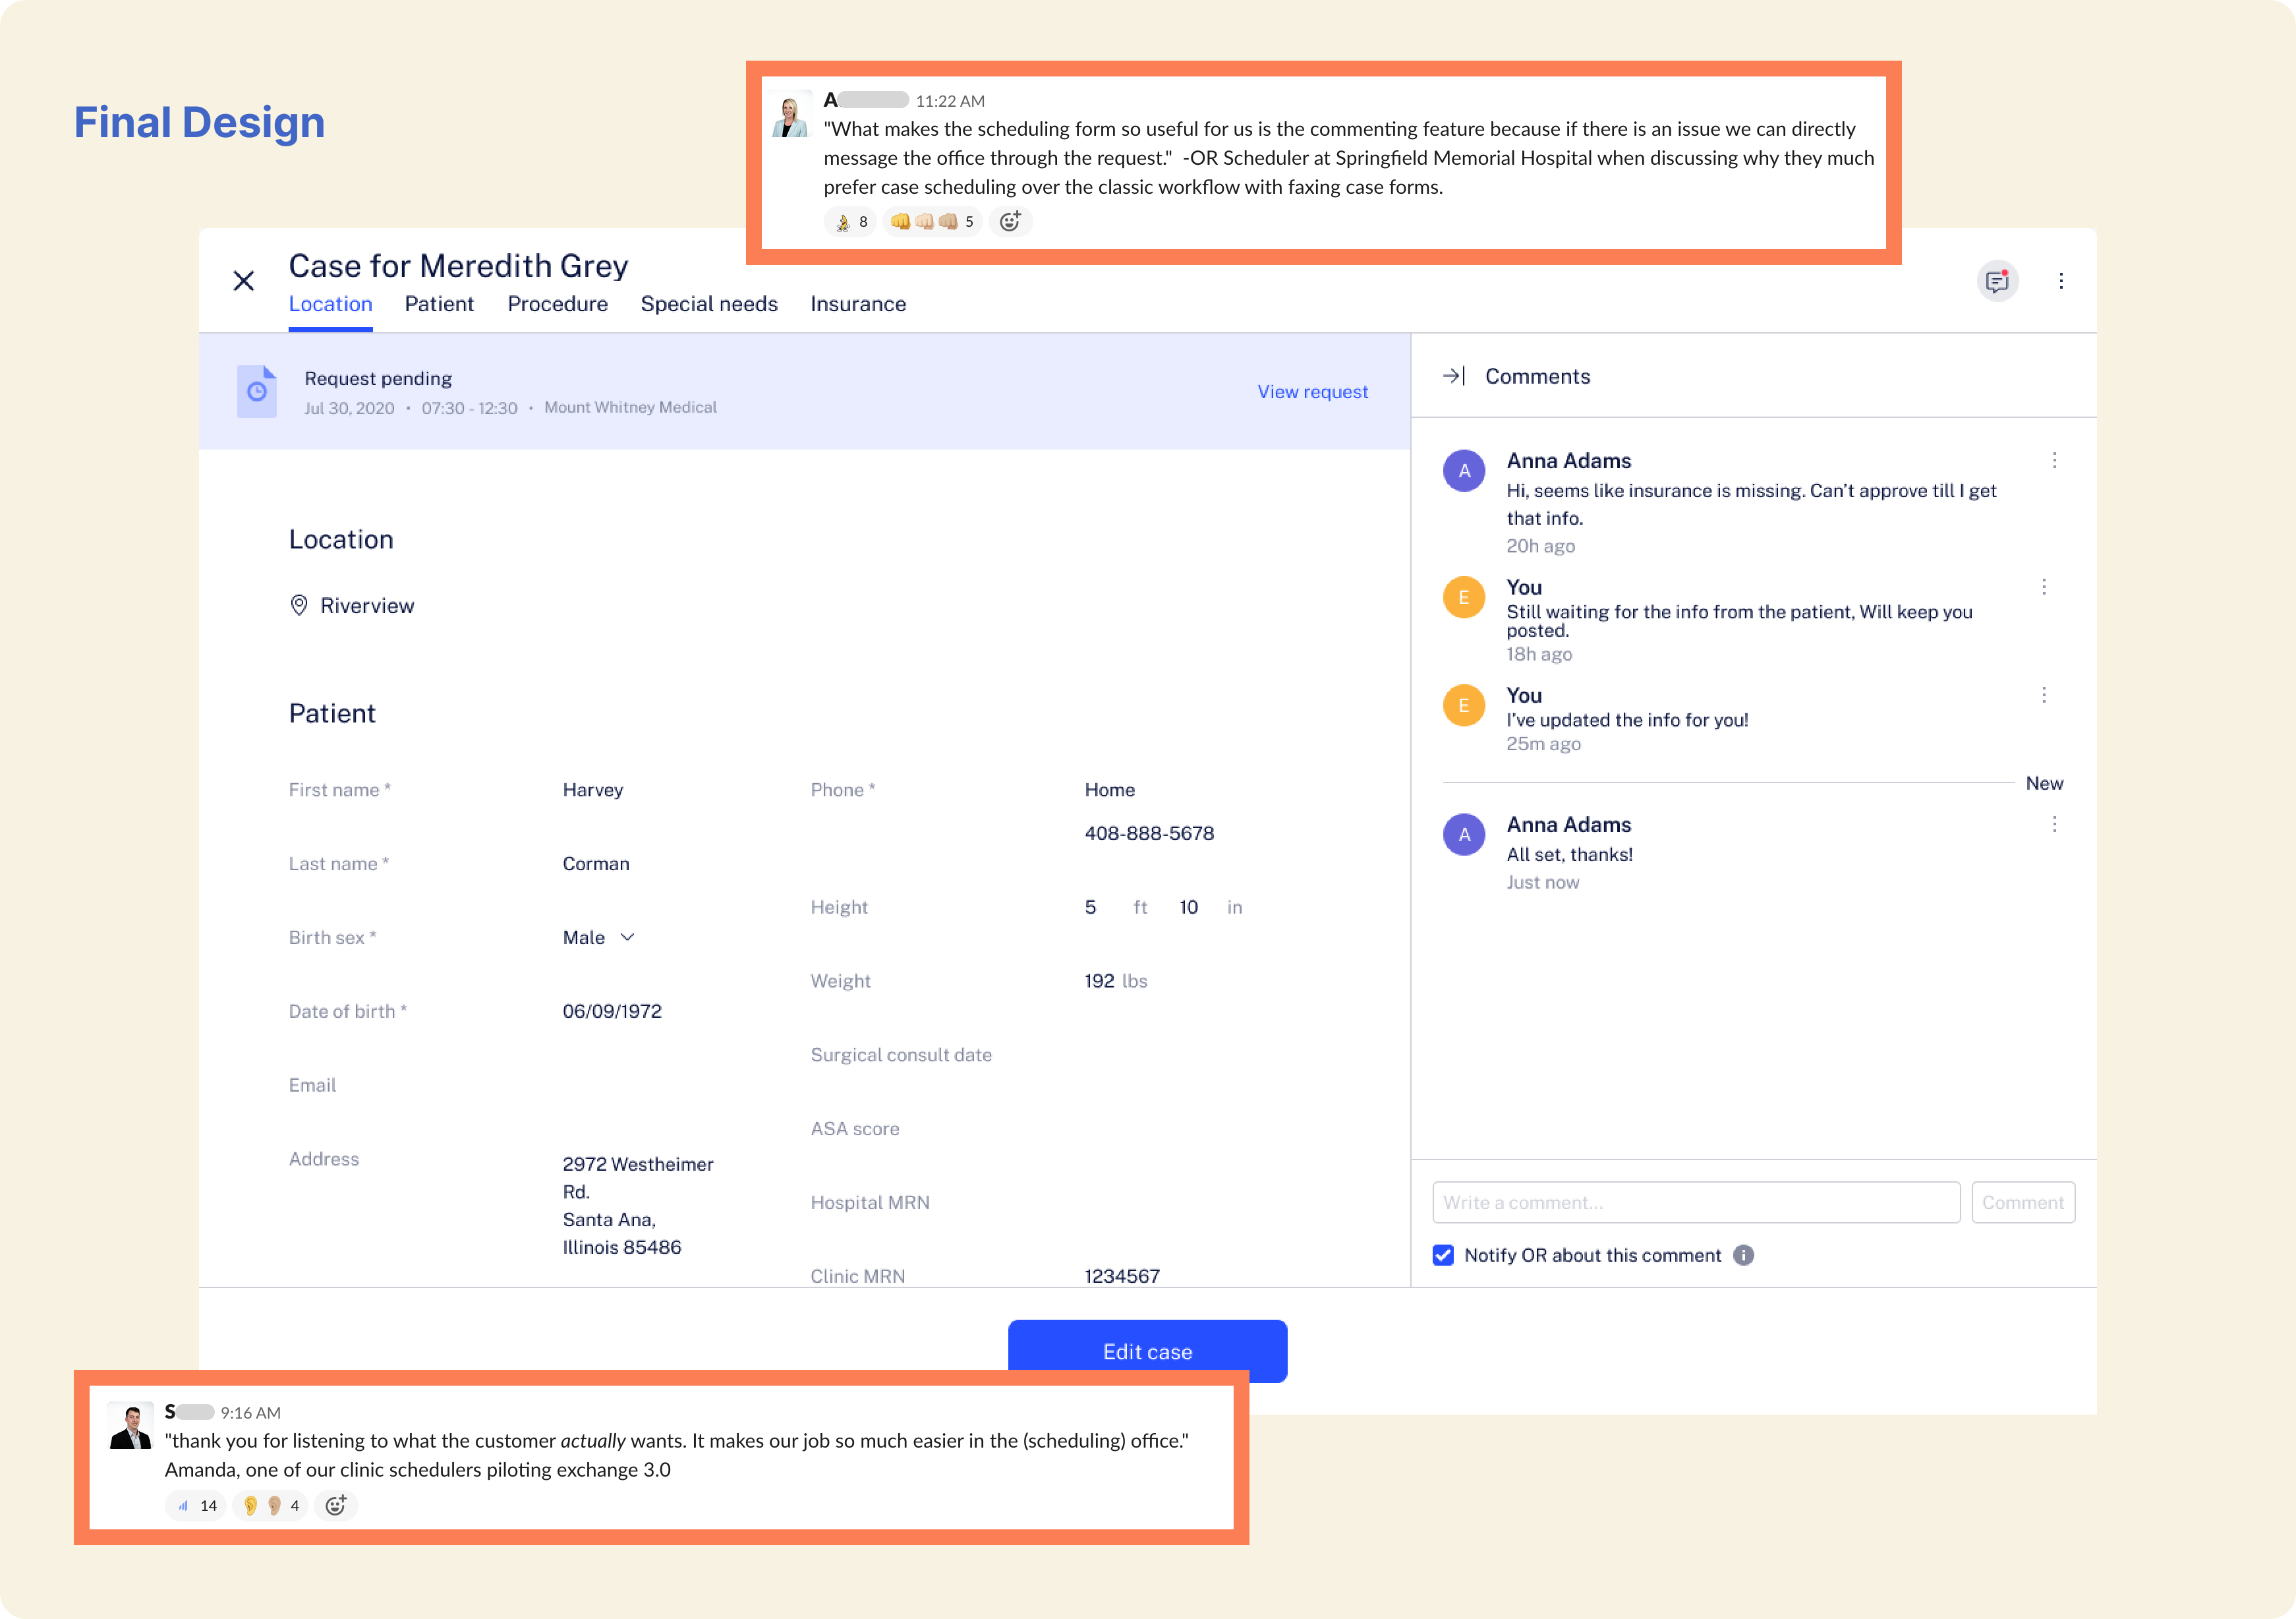 Final Design
A 11:22 AM
"What makes the scheduling form so useful for us is the commenting feature because if there is an issue we can directly
message the office through the request."  -OR Scheduler at Springfield Memorial Hospital when discussing why they much
prefer case scheduling over the classic workflow with faxing case forms.
8 5
Case for Meredith Grey
Location Patient Procedure Special needs Insurance
Request pending
Jul 30, 2020 • 07:30 - 12:30 • Mount Whitney Medical
View request
Location
Riverview
Patient
First name * Harvey
Last name * Corman
Birth sex * Male
Date of birth * 06/09/1972
Email
Address 2972 Westheimer
Rd.
Santa Ana,
Illinois 85486
Phone * Home
408-888-5678
Height 5 ft 10 in
Weight 192 lbs
Surgical consult date
ASA score
Hospital MRN
Clinic MRN 1234567
Comments
A
Anna Adams
Hi, seems like insurance is missing. Can't approve till I get
that info.
20h ago
E
You
Still waiting for the info from the patient, Will keep you
posted.
18h ago
E
You
I've updated the info for you!
25m ago
New
A
Anna Adams
All set, thanks!
Just now
Write a comment... Comment
Notify OR about this comment i
Edit case
S 9:16 AM
"thank you for listening to what the customer actually wants. It makes our job so much easier in the (scheduling) office."
Amanda, one of our clinic schedulers piloting exchange 3.0
14 4